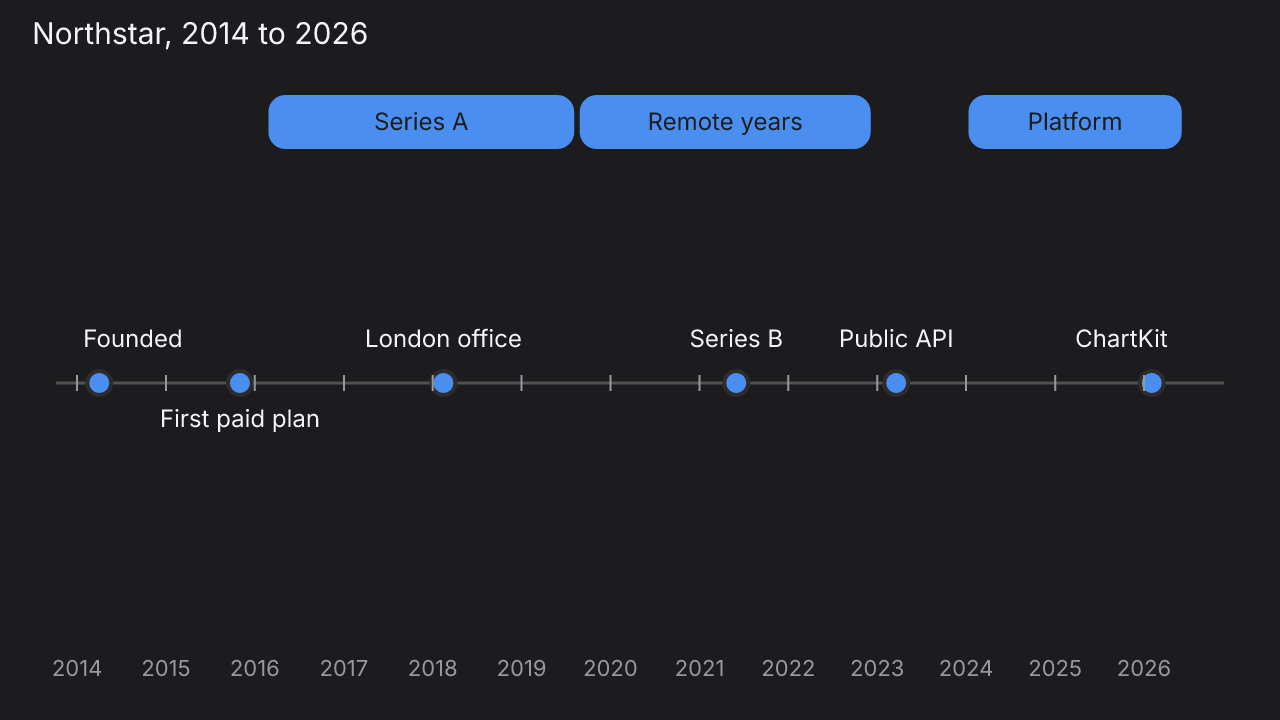 Northstar, 2014 to 2026
Series A
Remote years
Platform
Founded
London office
Series B
Public API
ChartKit
First paid plan
2014
2015
2016
2017
2018
2019
2020
2021
2022
2023
2024
2025
2026